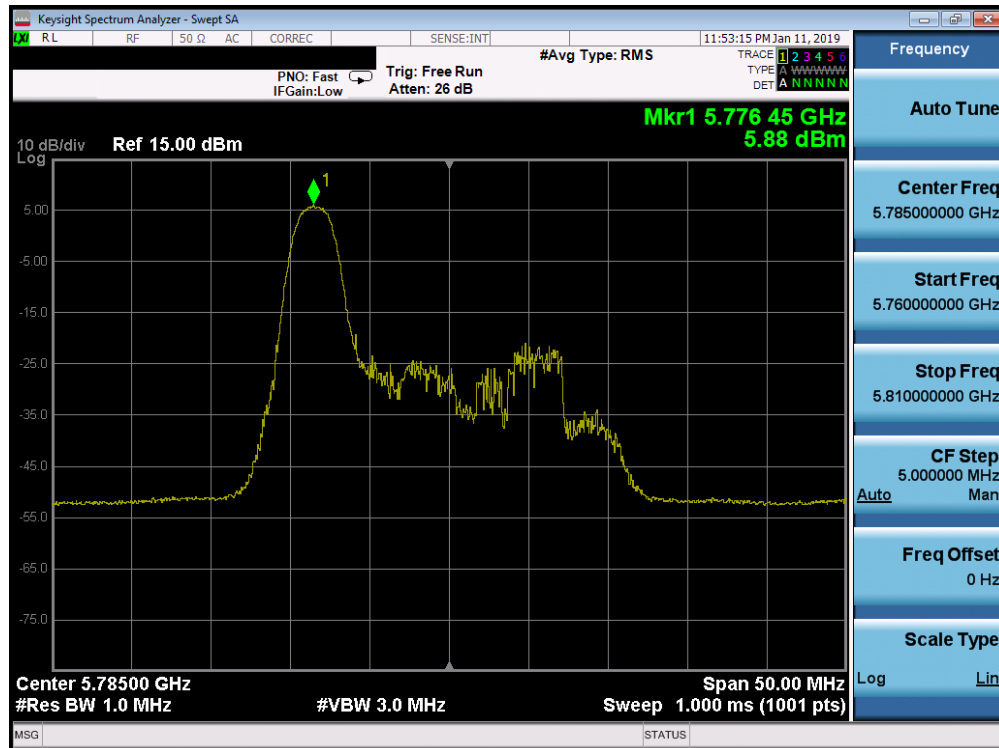 Keysight Spectrum Analyzer - Swept SA
LXI RL RF 50 Ω AC CORREC SENSE:INT 11:53:15 PM Jan 11, 2019
#Avg Type: RMS TRACE 1 2 3 4 5 6
PNO: Fast Trig: Free Run TYPE A WWWWW
IFGain:Low Atten: 26 dB DET A N N N N N
Mkr1 5.776 45 GHz
5.88 dBm
10 dB/div Ref 15.00 dBm
Log
1
5.00
-5.00
-15.0
-25.0
-35.0
-45.0
-55.0
-65.0
-75.0
Center 5.78500 GHz Span 50.00 MHz
#Res BW 1.0 MHz #VBW 3.0 MHz Sweep 1.000 ms (1001 pts)
MSG STATUS
Frequency
Auto Tune
Center Freq
5.785000000 GHz
Start Freq
5.760000000 GHz
Stop Freq
5.810000000 GHz
CF Step
5.000000 MHz
Auto Man
Freq Offset
0 Hz
Scale Type
Log Lin